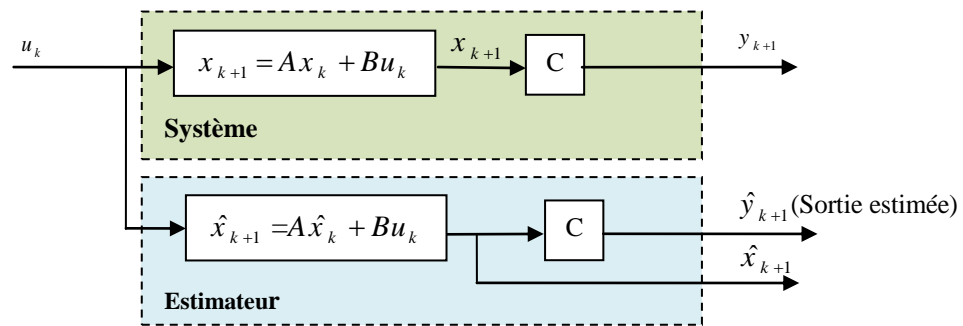 u_k
x_{k+1} = Ax_k + Bu_k
x_{k+1}
C
y_{k+1}
Système
x̂_{k+1} = Ax̂_k + Bu_k
C
ŷ_{k+1} (Sortie estimée)
x̂_{k+1}
Estimateur